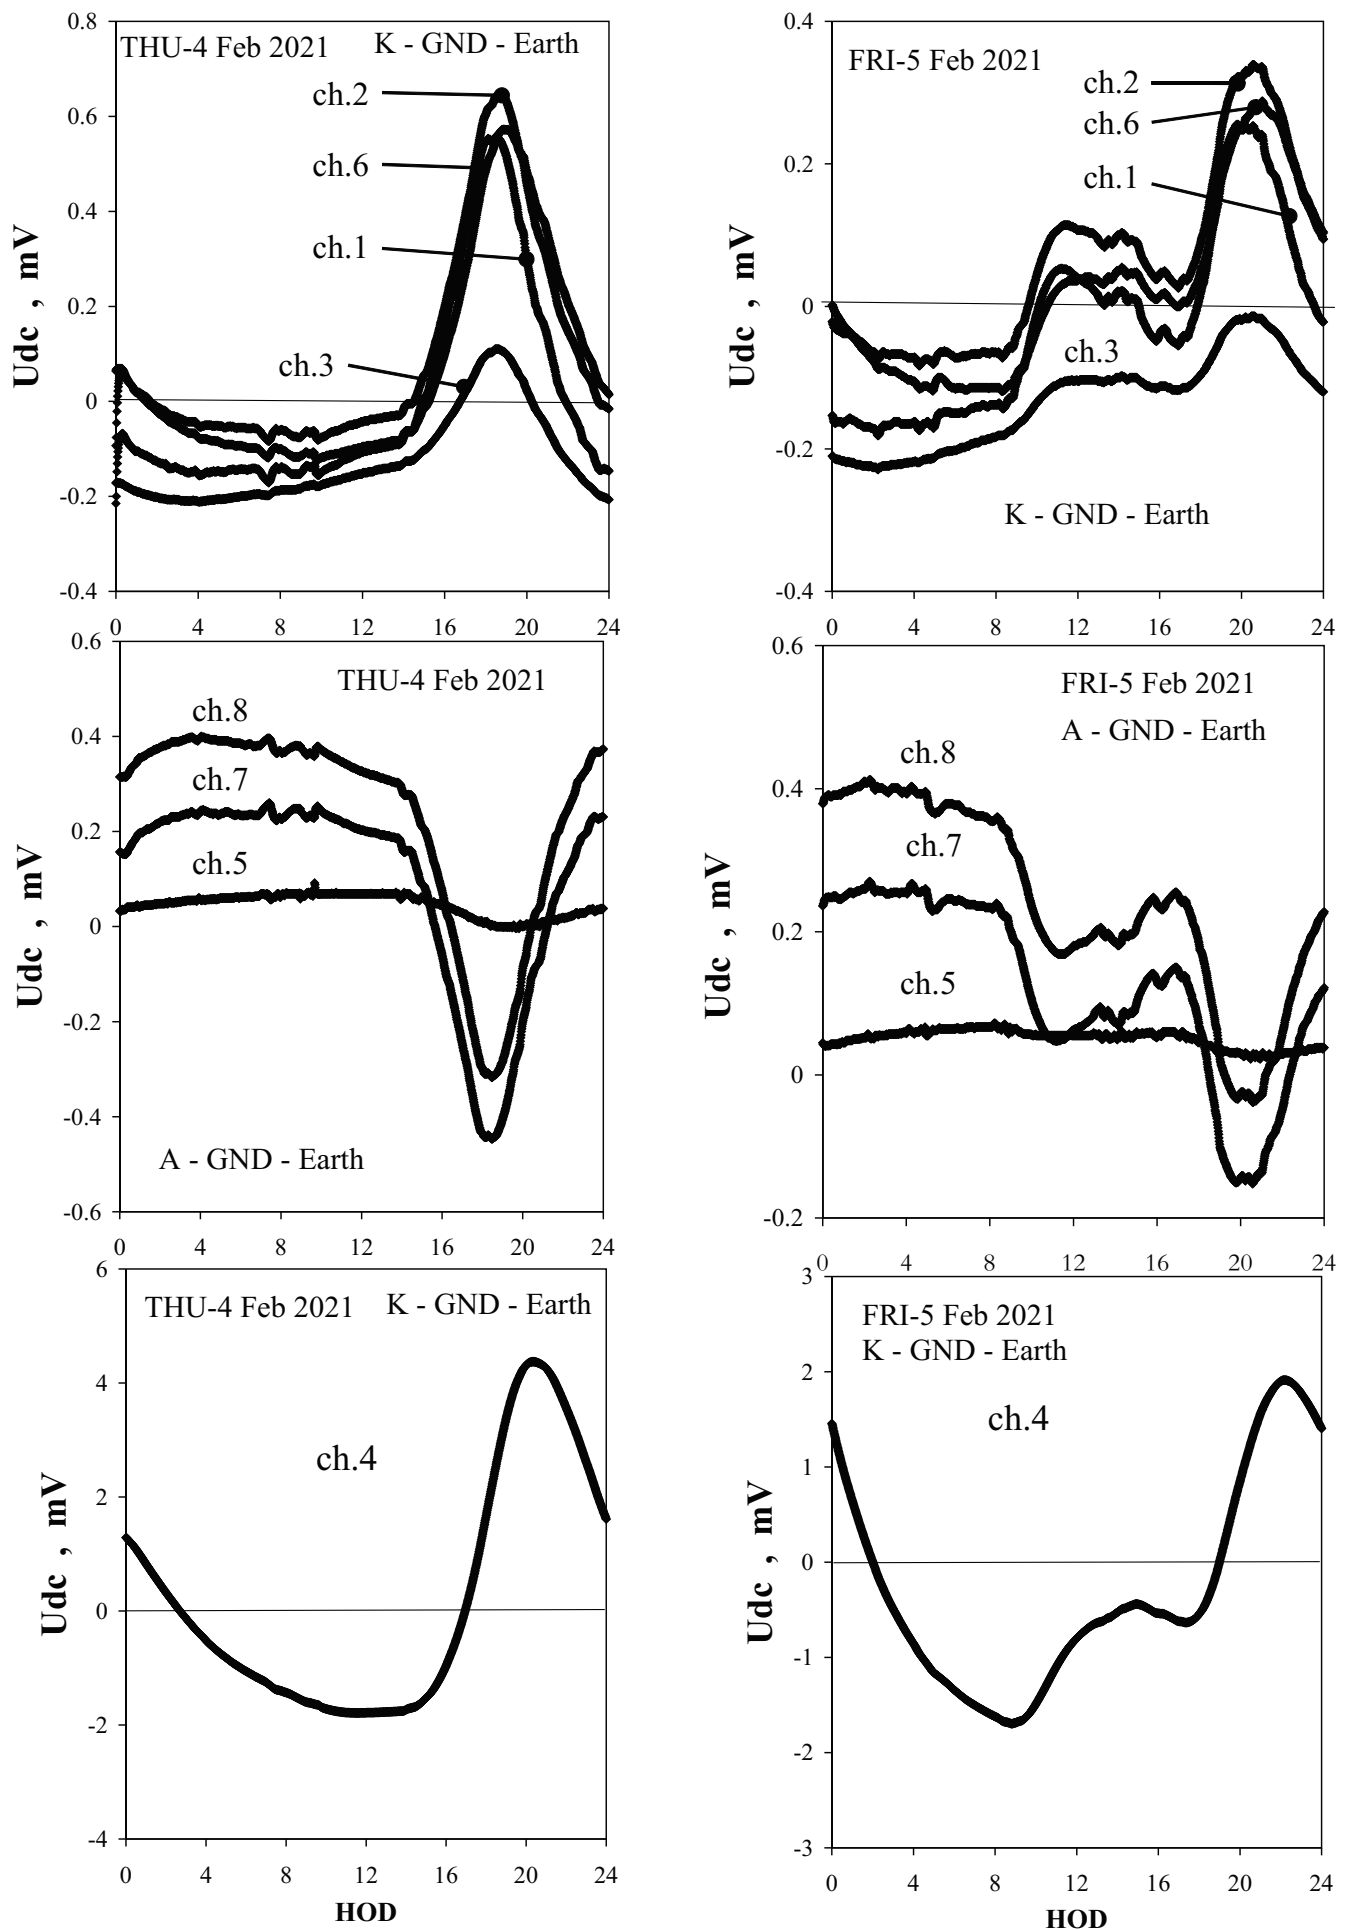 THU-4 Feb 2021 K - GND - Earth
0.8
0.6
0.4
0.2
0
-0.2
-0.4
Udc , mV
ch.2
ch.6
ch.1
ch.3
0 4 8 12 16 20 24
FRI-5 Feb 2021
0.4
0.2
0
-0.2
-0.4
Udc , mV
ch.2
ch.6
ch.1
ch.3
K - GND - Earth
0 4 8 12 16 20 24
THU-4 Feb 2021
0.6
0.4
0.2
0
-0.2
-0.4
-0.6
Udc , mV
ch.8
ch.7
ch.5
A - GND - Earth
0 4 8 12 16 20 24
FRI-5 Feb 2021
A - GND - Earth
0.6
0.4
0.2
0
-0.2
Udc , mV
ch.8
ch.7
ch.5
0 4 8 12 16 20 24
THU-4 Feb 2021 K - GND - Earth
6
4
2
0
-2
-4
Udc , mV
ch.4
0 4 8 12 16 20 24
HOD
FRI-5 Feb 2021
K - GND - Earth
3
2
1
0
-1
-2
-3
Udc , mV
ch.4
0 4 8 12 16 20 24
HOD